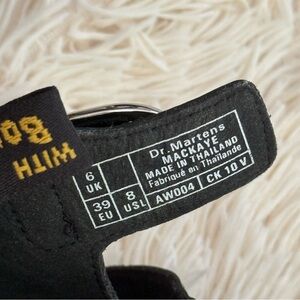 WITH
Bou
6
UK
39
EU
8
USL
Dr. Martens
MACKAYE
MADE IN THAILAND
Fabriqué en Thaïlande
AW004
CK 10 V